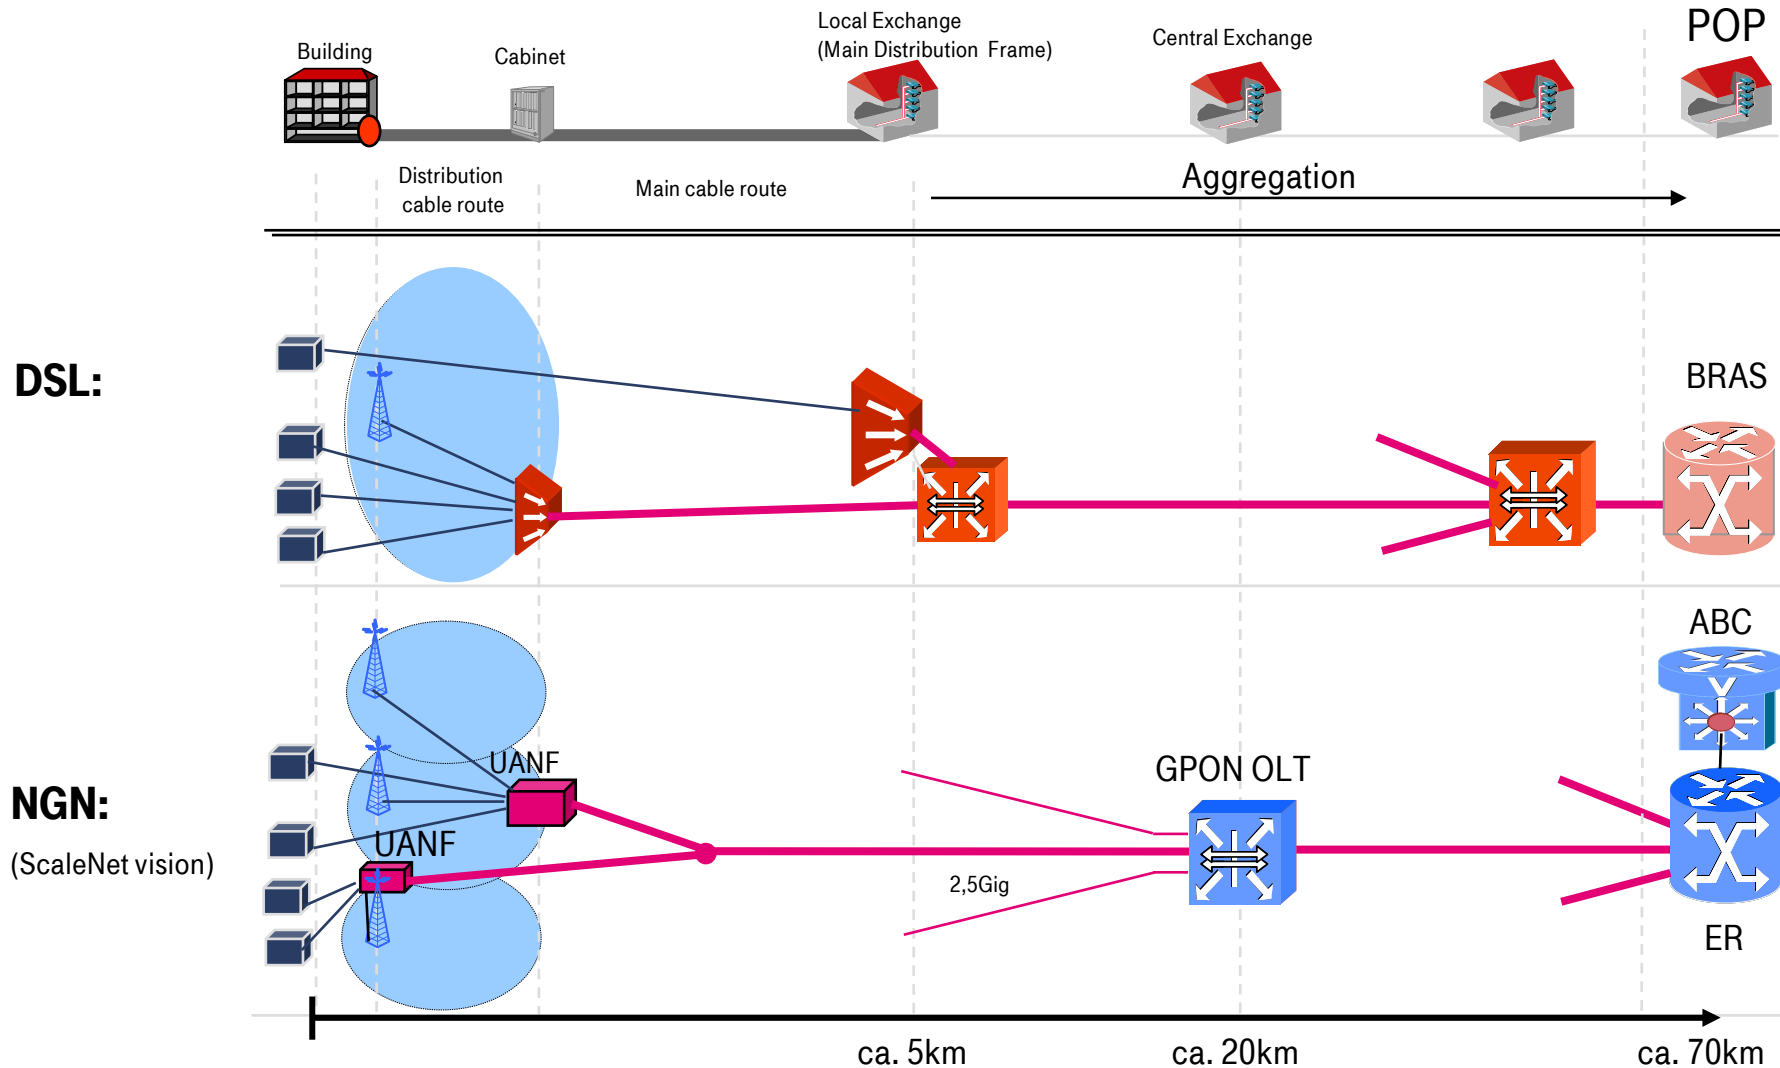 POP
Local Exchange
(Main Distribution Frame)
Central Exchange
Building
Cabinet
Distribution
cable route
Main cable route
Aggregation
DSL:
BRAS
ABC
UANF
GPON OLT
NGN:
UANF
(ScaleNet vision)
2,5Gig
ER
ca. 5km
ca. 20km
ca. 70km